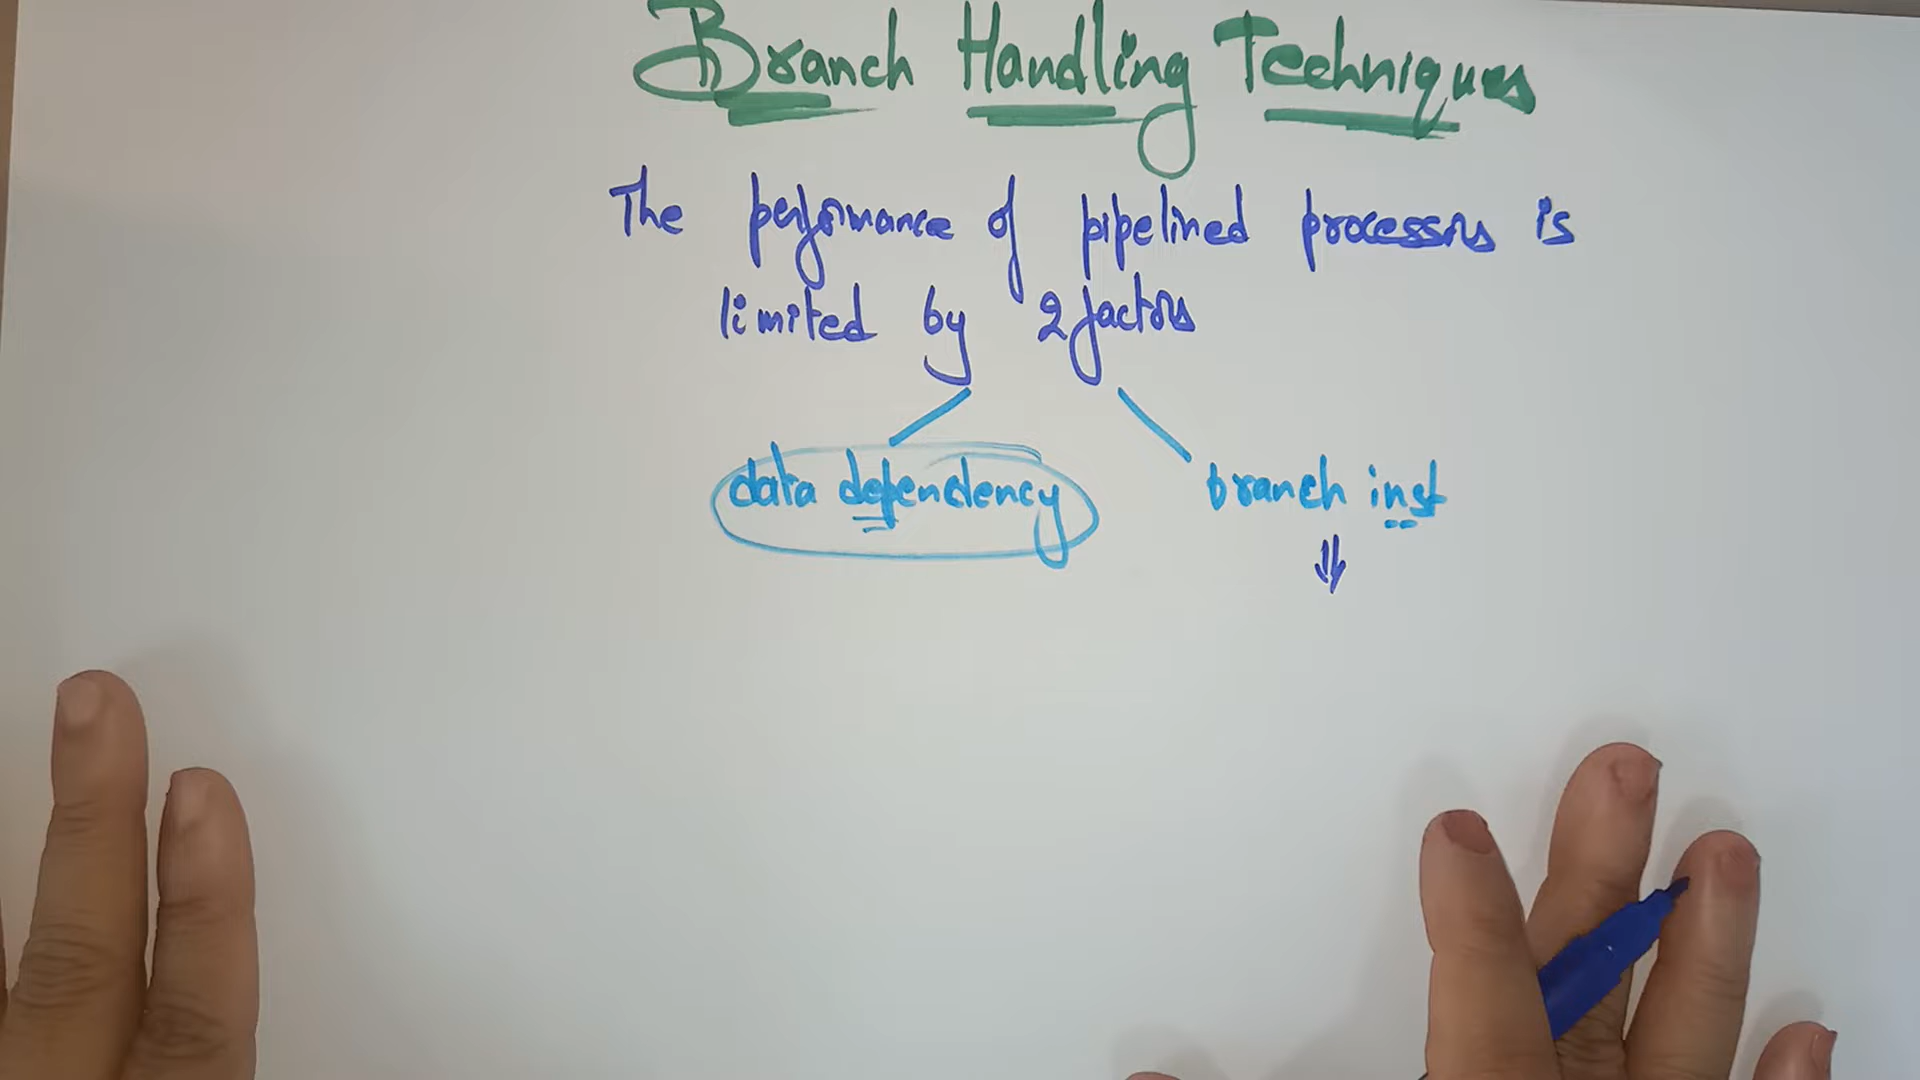 Branch Handling Techniques
The performance of pipelined processors is
limited by 2 factors
data dependency
branch inst